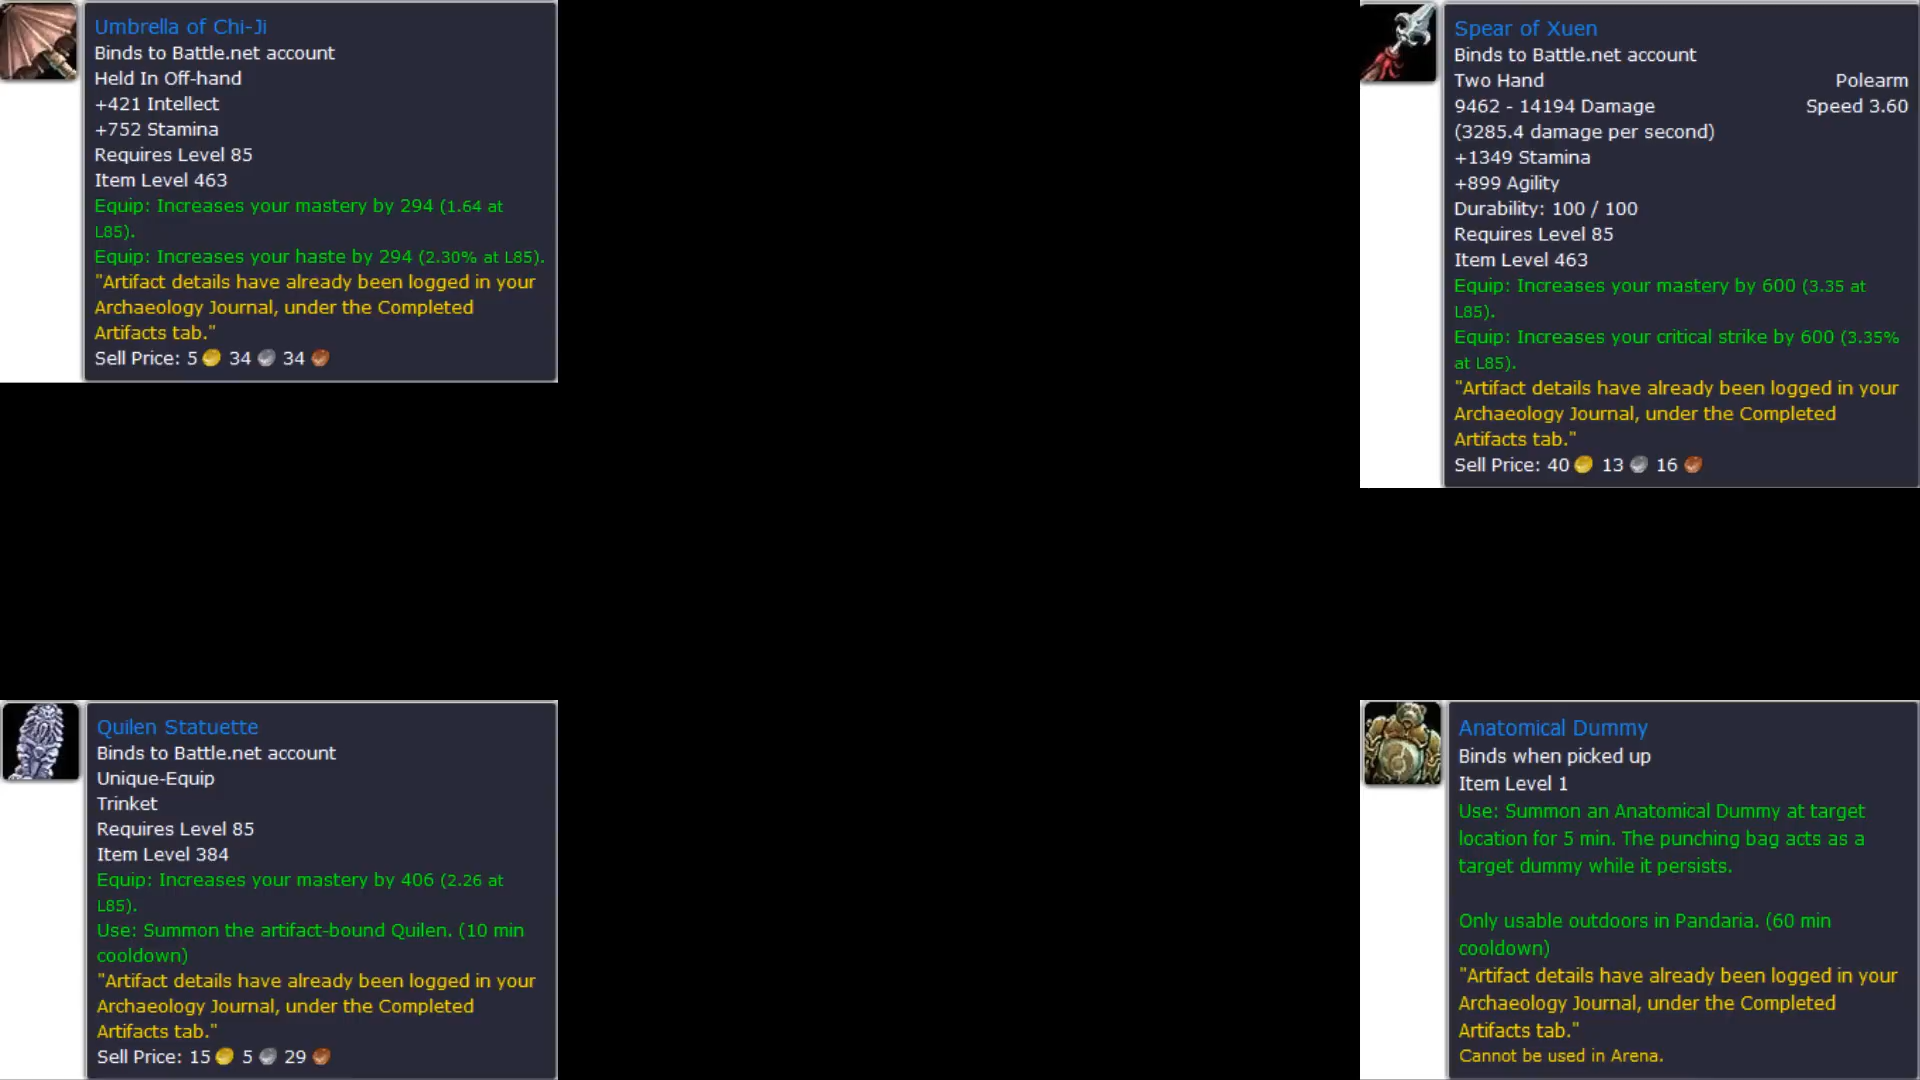 Umbrella of Chi-Ji
Binds to Battle.net account
Held In Off-hand
+421 Intellect
+752 Stamina
Requires Level 85
Item Level 463
Equip: Increases your mastery by 294 (1.64 at
L85).
Equip: Increases your haste by 294 (2.30% at L85).
"Artifact details have already been logged in your
Archaeology Journal, under the Completed
Artifacts tab."
Sell Price: 5 34 34
Spear of Xuen
Binds to Battle.net account
Two Hand Polearm
9462 - 14194 Damage Speed 3.60
(3285.4 damage per second)
+1349 Stamina
+899 Agility
Durability: 100 / 100
Requires Level 85
Item Level 463
Equip: Increases your mastery by 600 (3.35 at
L85).
Equip: Increases your critical strike by 600 (3.35%
at L85).
"Artifact details have already been logged in your
Archaeology Journal, under the Completed
Artifacts tab."
Sell Price: 40 13 16
Quilen Statuette
Binds to Battle.net account
Unique-Equip
Trinket
Requires Level 85
Item Level 384
Equip: Increases your mastery by 406 (2.26 at
L85).
Use: Summon the artifact-bound Quilen. (10 min
cooldown)
"Artifact details have already been logged in your
Archaeology Journal, under the Completed
Artifacts tab."
Sell Price: 15 5 29
Anatomical Dummy
Binds when picked up
Item Level 1
Use: Summon an Anatomical Dummy at target
location for 5 min. The punching bag acts as a
target dummy while it persists.
Only usable outdoors in Pandaria. (60 min
cooldown)
"Artifact details have already been logged in your
Archaeology Journal, under the Completed
Artifacts tab."
Cannot be used in Arena.